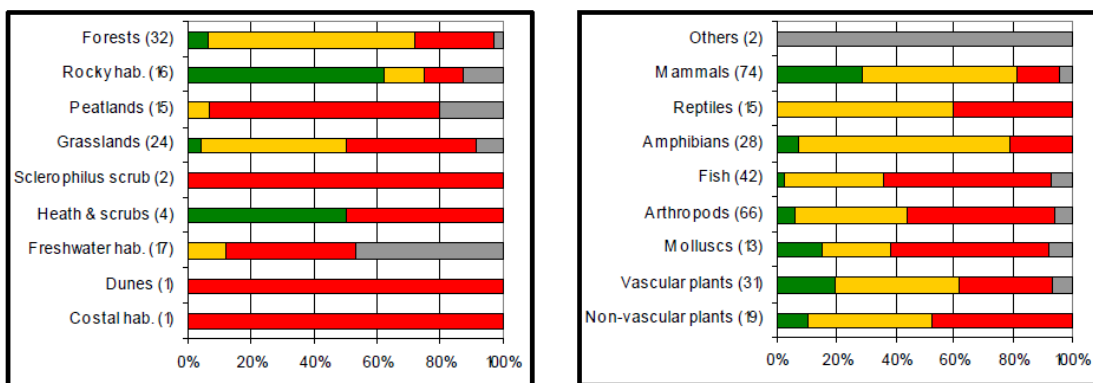 Forests (32)
Rocky hab. (16)
Peatlands (15)
Grasslands (24)
Sclerophilus scrub (2)
Heath & scrubs (4)
Freshwater hab. (17)
Dunes (1)
Costal hab. (1)
0% 20% 40% 60% 80% 100%
Others (2)
Mammals (74)
Reptiles (15)
Amphibians (28)
Fish (42)
Arthropods (66)
Molluscs (13)
Vascular plants (31)
Non-vascular plants (19)
0% 20% 40% 60% 80% 100%